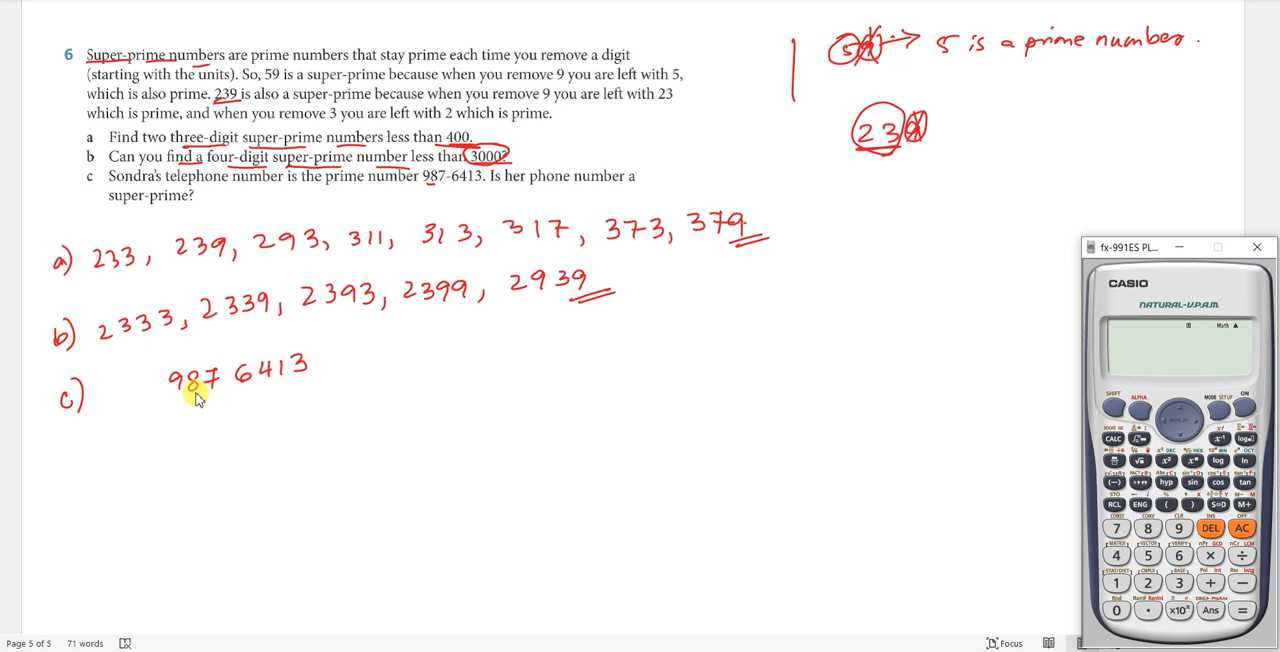 6 Super-prime numbers are prime numbers that stay prime each time you remove a digit
(starting with the units). So, 59 is a super-prime because when you remove 9 you are left with 5,
which is also prime. 239 is also a super-prime because when you remove 9 you are left with 23
which is prime, and when you remove 3 you are left with 2 which is prime.
a Find two three-digit super-prime numbers less than 400.
b Can you find a four-digit super-prime number less than 3000?
c Sondra's telephone number is the prime number 987-6413. Is her phone number a
super-prime?
59 → 5 is a prime number.
239
a) 233, 239, 293, 311, 313, 317, 373, 379
b) 2333, 2339, 2393, 2399, 2939
c) 987 6413
fx-991ES PL...
CASIO
NATURAL-V.P.A.M.
Math ▲
SHIFT ALPHA MODE SETUP ON
REPLAY
CALC x⁻¹
√ x² log ln
(−) hyp sin cos tan
RCL ENG ( ) S⇔D M+
7 8 9 DEL AC
4 5 6 × ÷
1 2 3 + −
0 . ×10ˣ Ans =
Page 5 of 5 71 words Focus